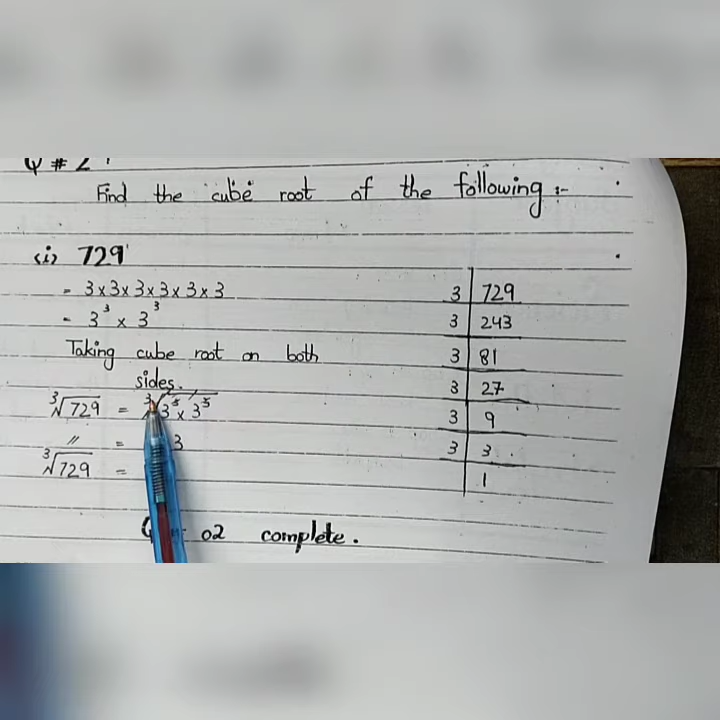 Q # 2
Find the cube root of the following :-
(i) 729
= 3 x 3 x 3 x 3 x 3 x 3
= 3³ x 3³
Taking cube root on both
sides.
∛729 = ∛3³ x 3³
〃 = 3
∛729 =
02 complete.
3 | 729
3 | 243
3 | 81
3 | 27
3 | 9
3 | 3
1